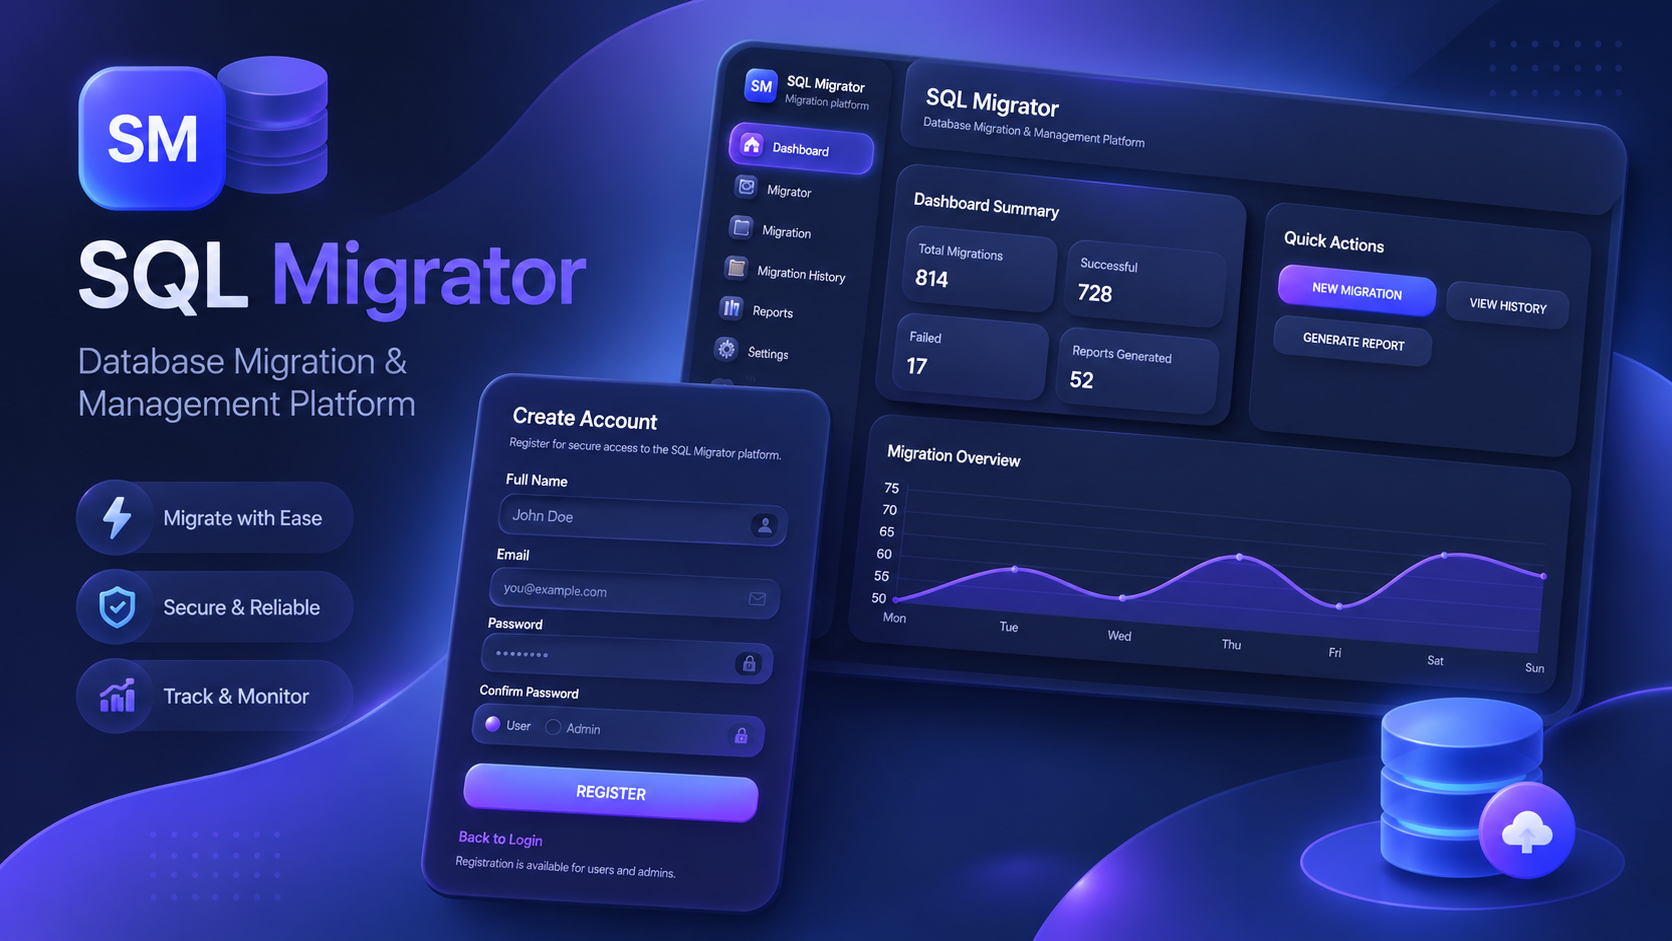 SM
SQL Migrator
Database Migration &
Management Platform
Migrate with Ease
Secure & Reliable
Track & Monitor
SM
SQL Migrator
Migration platform
Dashboard
Migrator
Migration
Migration History
Reports
Settings
SQL Migrator
Database Migration & Management Platform
Dashboard Summary
Total Migrations
814
Successful
728
Failed
17
Reports Generated
52
Quick Actions
NEW MIGRATION
VIEW HISTORY
GENERATE REPORT
Migration Overview
75
70
65
60
55
50
Mon
Tue
Wed
Thu
Fri
Sat
Sun
Create Account
Register for secure access to the SQL Migrator platform.
Full Name
John Doe
Email
you@example.com
Password
••••••••
Confirm Password
User
Admin
REGISTER
Back to Login
Registration is available for users and admins.